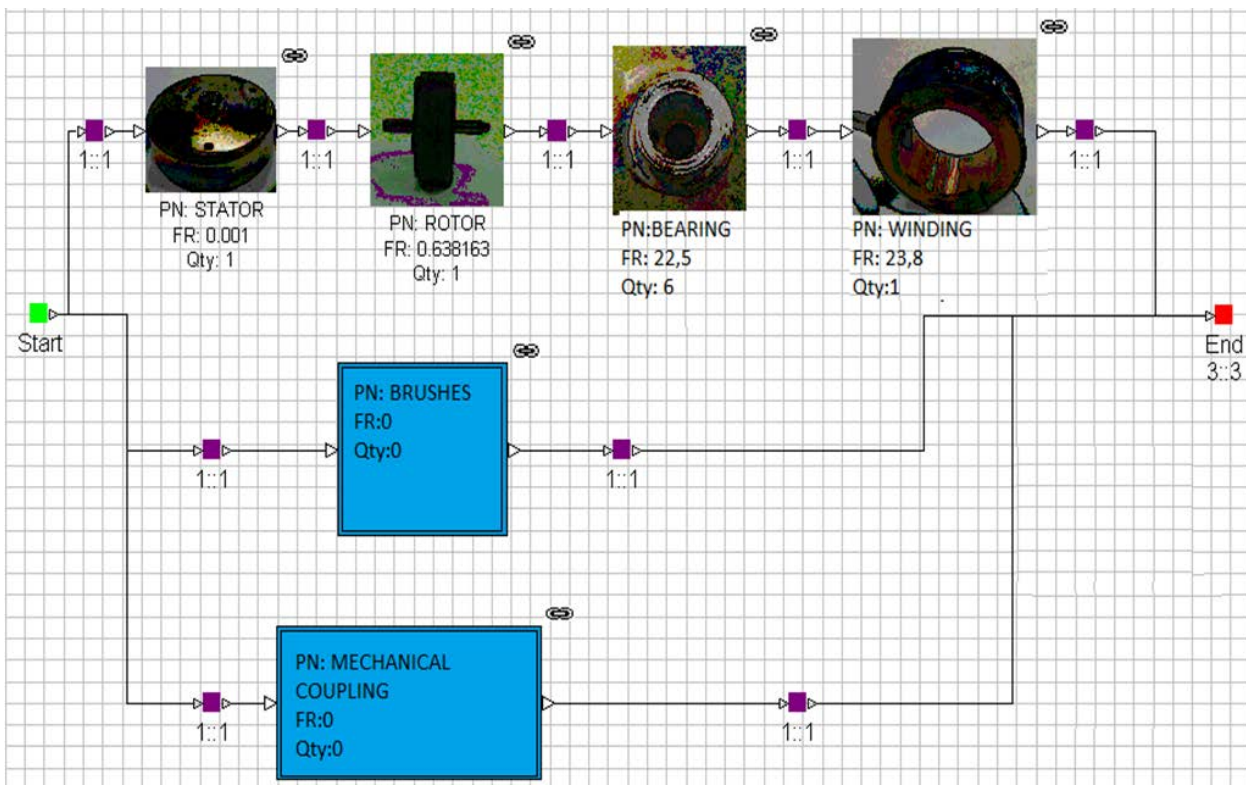 1::1
1::1
1::1
1::1
1::1
PN: STATOR
FR: 0.001
Qty: 1
PN: ROTOR
FR: 0.638163
Qty: 1
PN:BEARING
FR: 22,5
Qty: 6
PN: WINDING
FR: 23,8
Qty:1
Start
End
3::3
PN: BRUSHES
FR:0
Qty:0
1::1
1::1
PN: MECHANICAL
COUPLING
FR:0
Qty:0
1::1
1::1